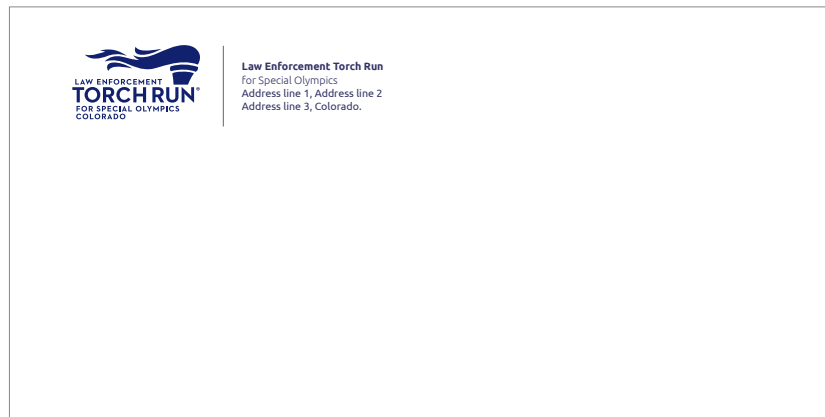 LAW ENFORCEMENT
TORCH RUN®
FOR SPECIAL OLYMPICS
COLORADO
Law Enforcement Torch Run
for Special Olympics
Address line 1, Address line 2
Address line 3, Colorado.